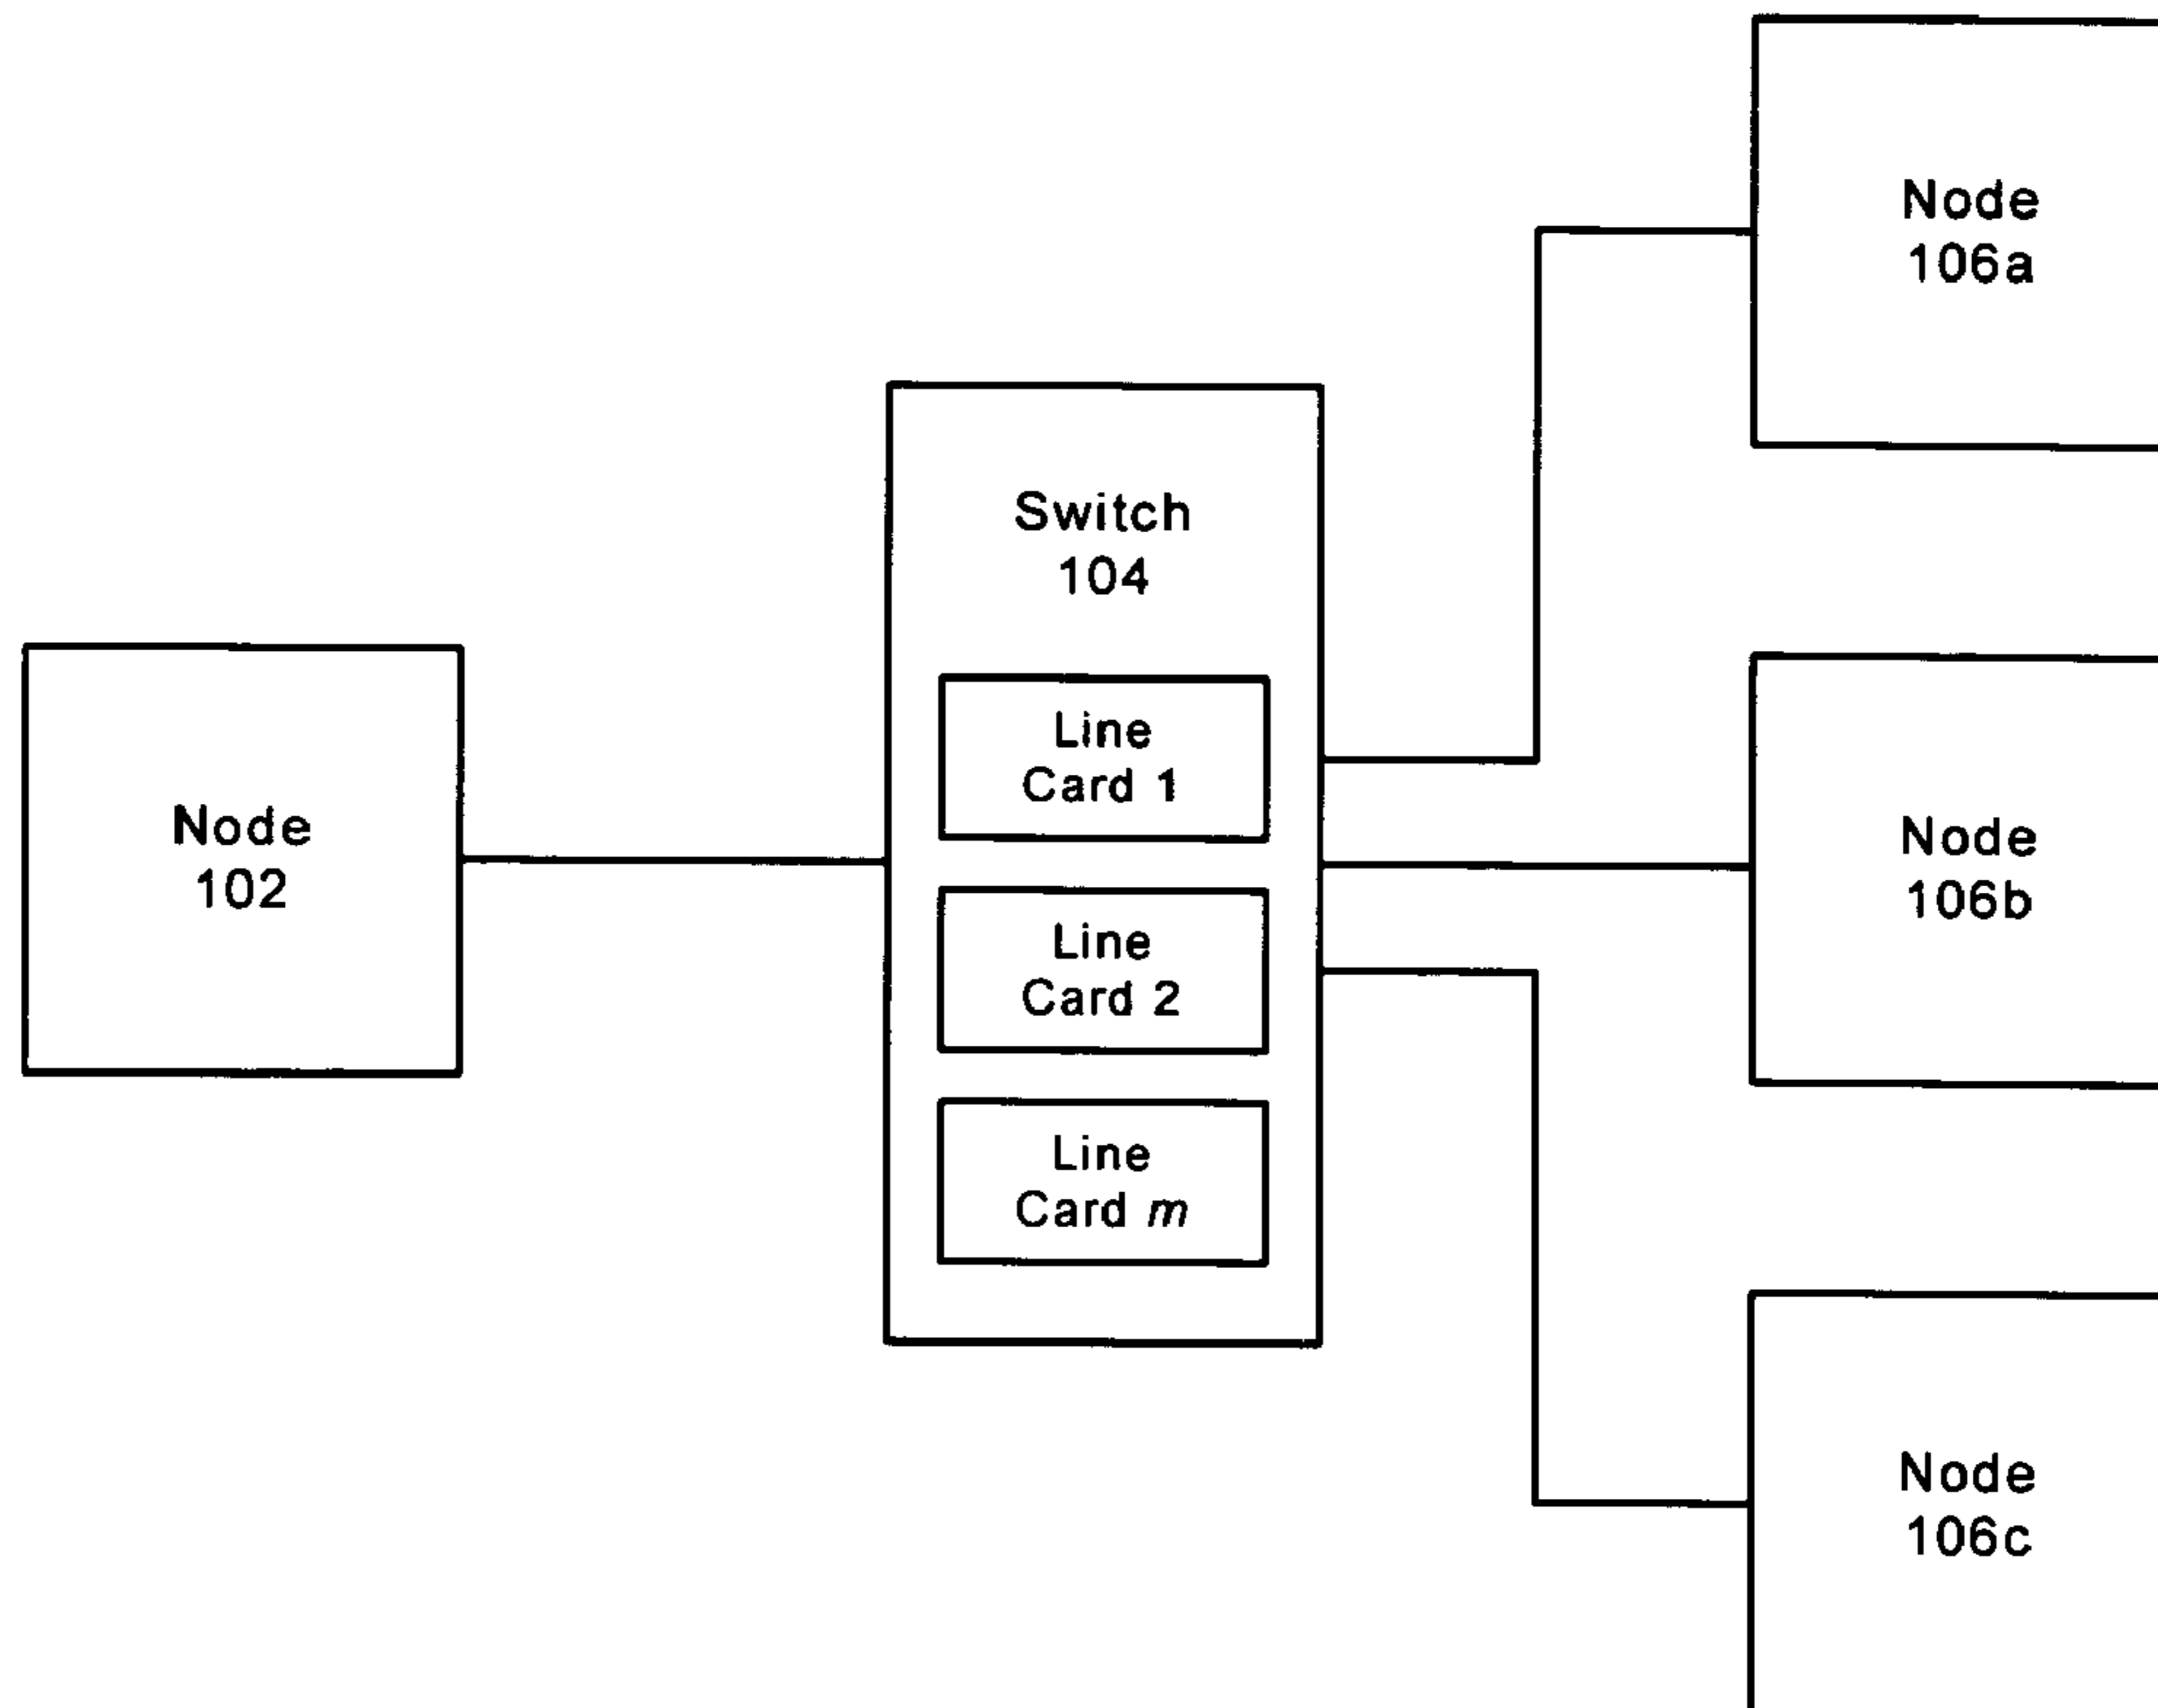 Node
102
Switch
104
Line
Card 1
Line
Card 2
Line
Card m
Node
106a
Node
106b
Node
106c